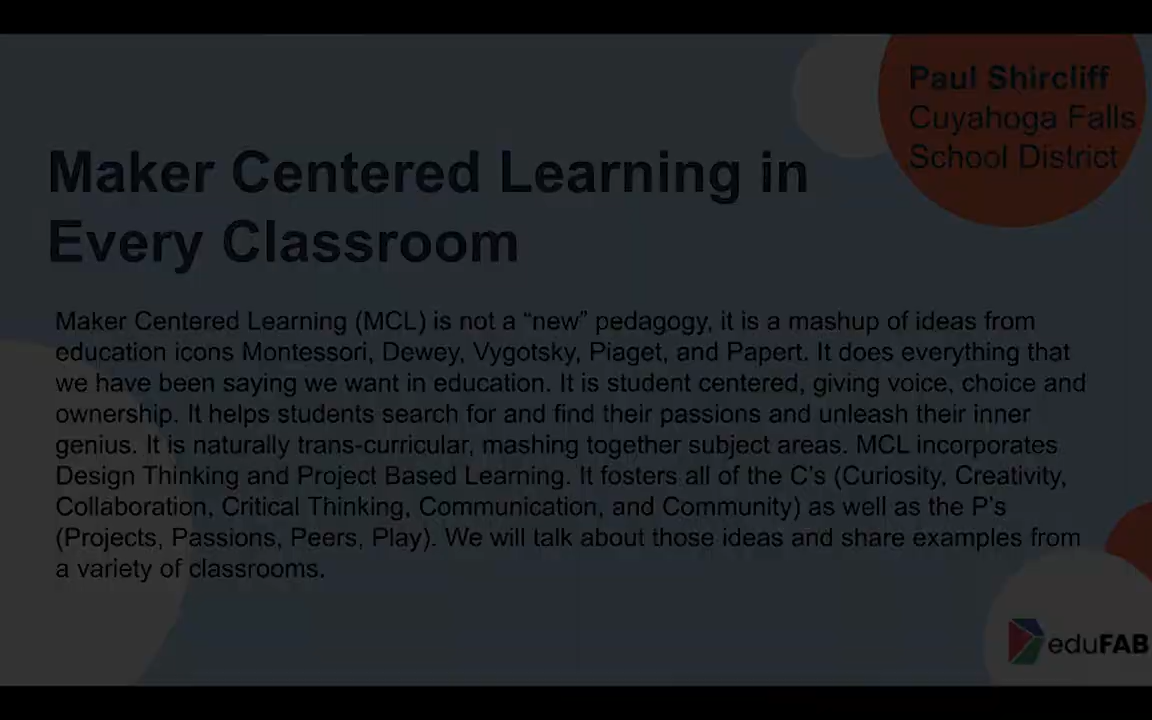 Paul Shircliff
Cuyahoga Falls
School District
Maker Centered Learning in
Every Classroom
Maker Centered Learning (MCL) is not a “new” pedagogy, it is a mashup of ideas from
education icons Montessori, Dewey, Vygotsky, Piaget, and Papert. It does everything that
we have been saying we want in education. It is student centered, giving voice, choice and
ownership. It helps students search for and find their passions and unleash their inner
genius. It is naturally trans-curricular, mashing together subject areas. MCL incorporates
Design Thinking and Project Based Learning. It fosters all of the C’s (Curiosity, Creativity,
Collaboration, Critical Thinking, Communication, and Community) as well as the P’s
(Projects, Passions, Peers, Play). We will talk about those ideas and share examples from
a variety of classrooms.
eduFAB